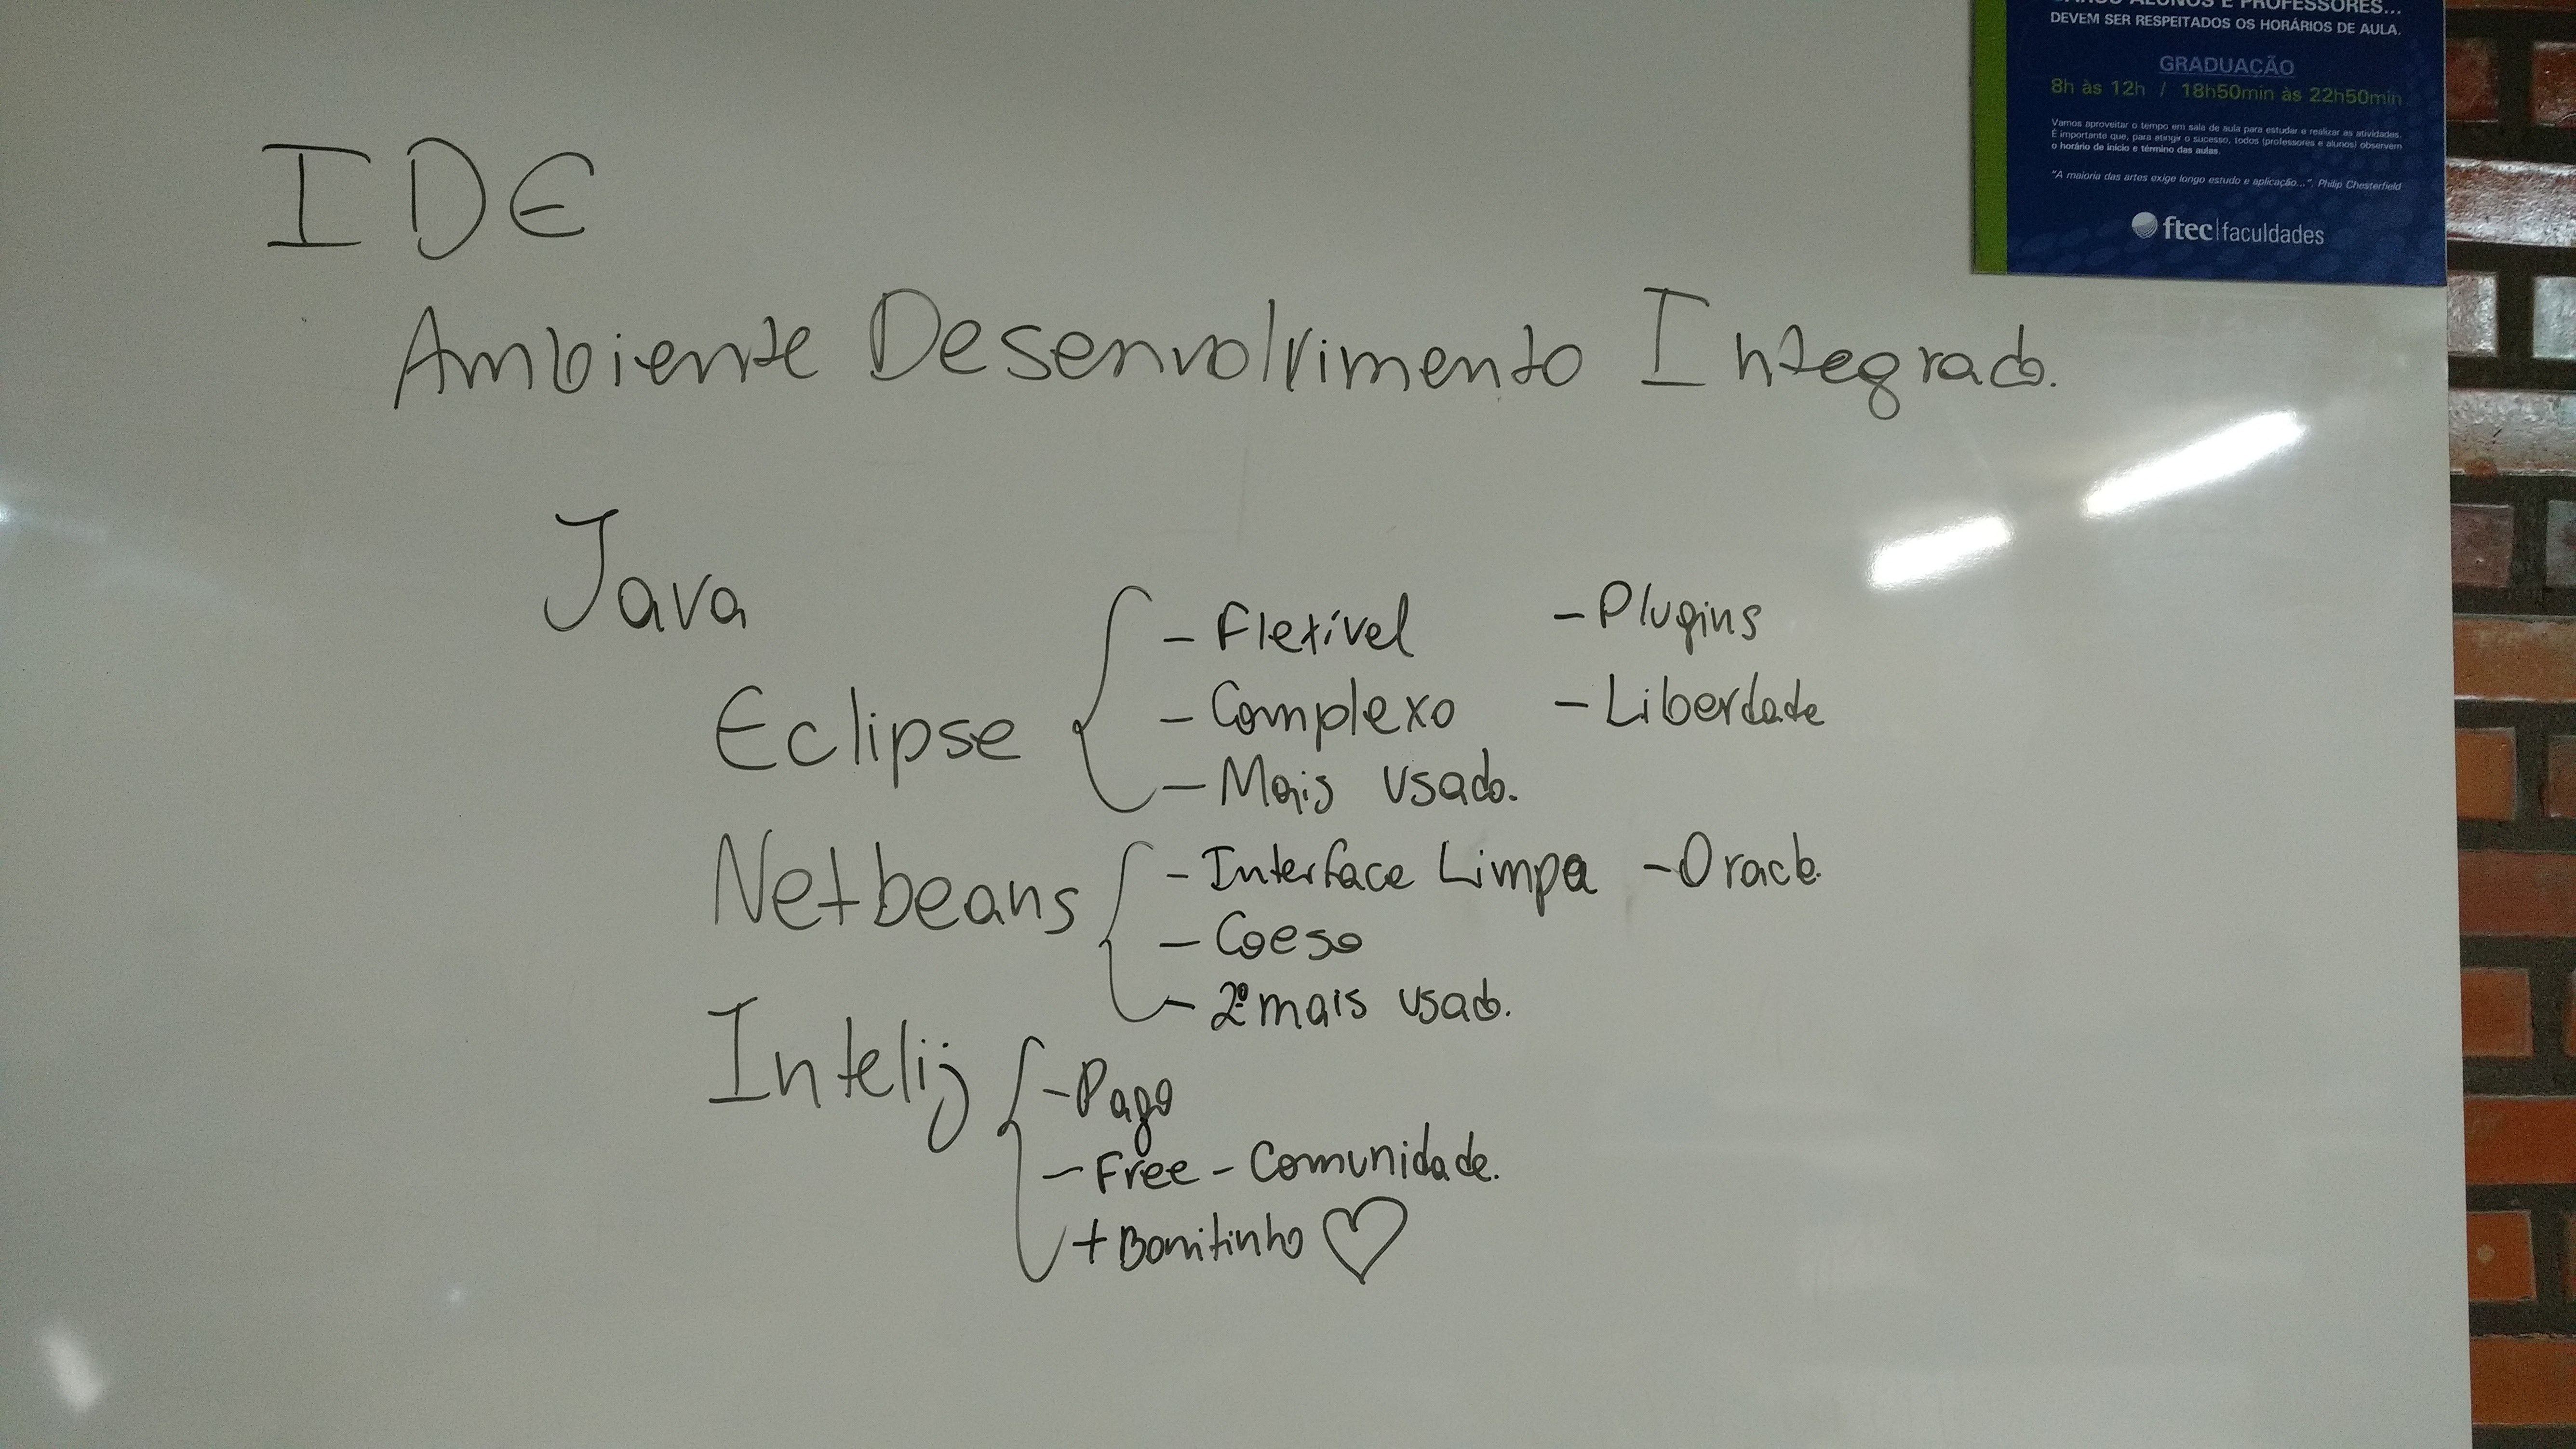 CAROS ALUNOS E PROFESSORES...
DEVEM SER RESPEITADOS OS HORÁRIOS DE AULA.
GRADUAÇÃO
8h às 12h / 18h50min às 22h50min
Vamos aproveitar o tempo em sala de aula para estudar e realizar as atividades.
É importante que, para atingir o sucesso, todos (professores e alunos) observem
o horário de início e término das aulas.
"A maioria das artes exige longo estudo e aplicação...", Philip Chesterfield
ftec|faculdades
IDE
Ambiente Desenvolvimento Integrado.
Java
Eclipse
- Flexível - Plugins
- Complexo - Liberdade
- Mais usado.
Netbeans
- Interface Limpa - Oracle.
- Coeso
- 2º mais usado.
Intelij
- Pago
- Free - Comunidade.
+ Bonitinho ♡